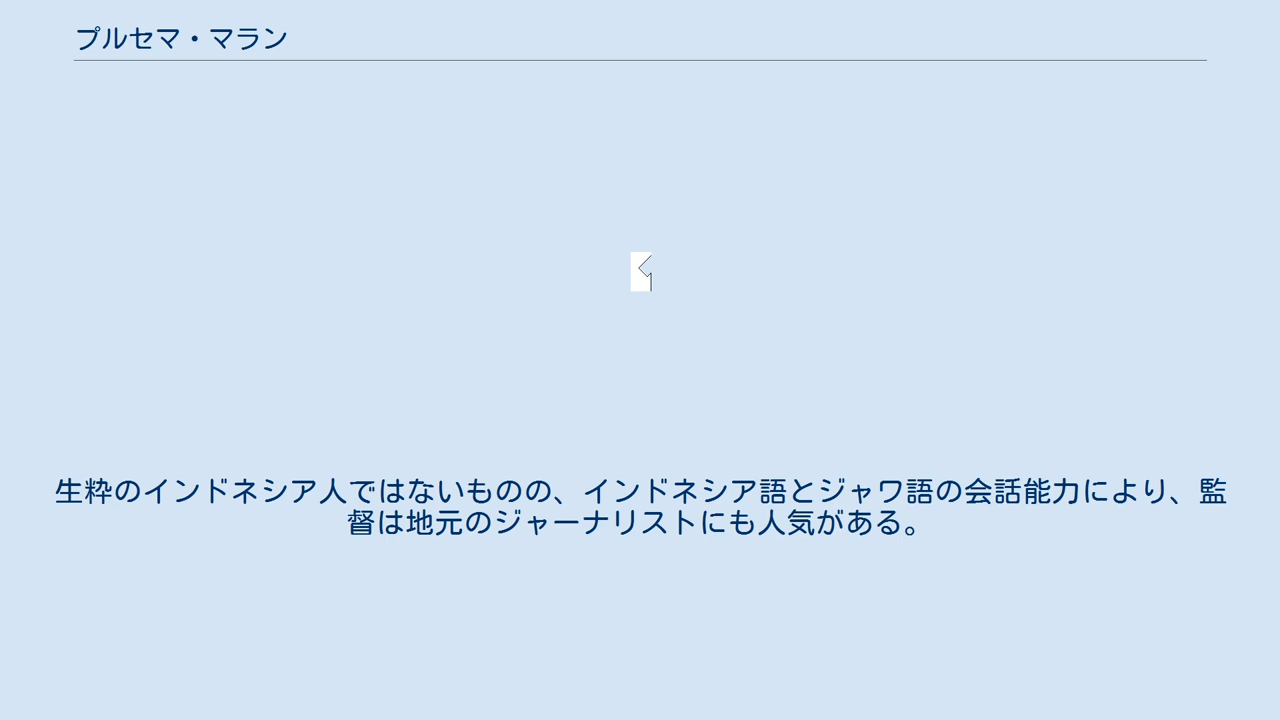 プルセマ・マラン
生粋のインドネシア人ではないものの、インドネシア語とジャワ語の会話能力により、監
督は地元のジャーナリストにも人気がある。